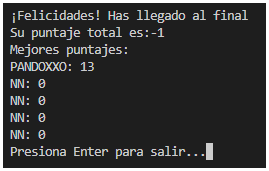 ¡Felicidades! Has llegado al final
Su puntaje total es:-1
Mejores puntajes:
PANDOXXO: 13
NN: 0
NN: 0
NN: 0
NN: 0
Presiona Enter para salir...